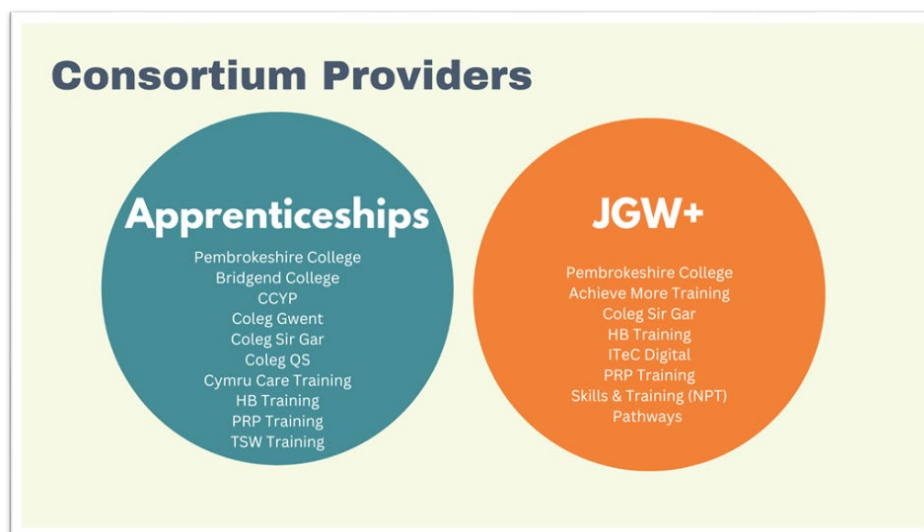 Consortium Providers
Apprenticeships
Pembrokeshire College
Bridgend College
CCYP
Coleg Gwent
Coleg Sir Gar
Coleg QS
Cymru Care Training
HB Training
PRP Training
TSW Training
JGW+
Pembrokeshire College
Achieve More Training
Coleg Sir Gar
HB Training
ITeC Digital
PRP Training
Skills & Training (NPT)
Pathways